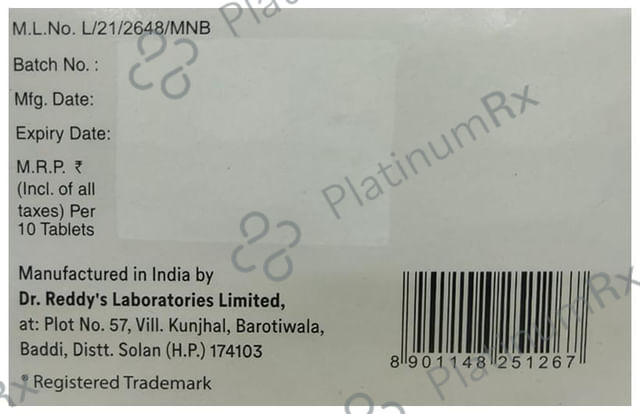 M.L.No. L/21/2648/MNB
Batch No. :
Mfg. Date:
Expiry Date:
M.R.P. ₹
(Incl. of all
taxes) Per
10 Tablets
Manufactured in India by
Dr. Reddy's Laboratories Limited,
at: Plot No. 57, Vill. Kunjhal, Barotiwala,
Baddi, Distt. Solan (H.P.) 174103
® Registered Trademark
8 901148 251267
PlatinumRx
PlatinumRx
PlatinumRx
Rx